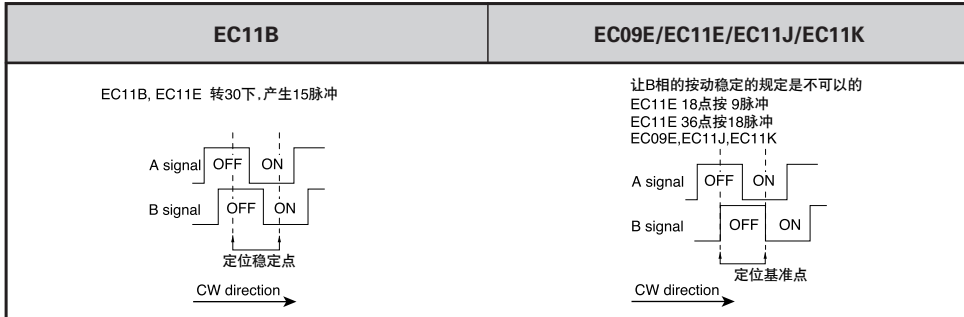 EC11B
EC09E/EC11E/EC11J/EC11K
EC11B, EC11E 转30下,产生15脉冲
A signal OFF ON
B signal OFF ON
定位稳定点
CW direction
让B相的按动稳定的规定是不可以的
EC11E 18点按 9脉冲
EC11E 36点按18脉冲
EC09E,EC11J,EC11K
A signal OFF ON
B signal OFF ON
定位基准点
CW direction